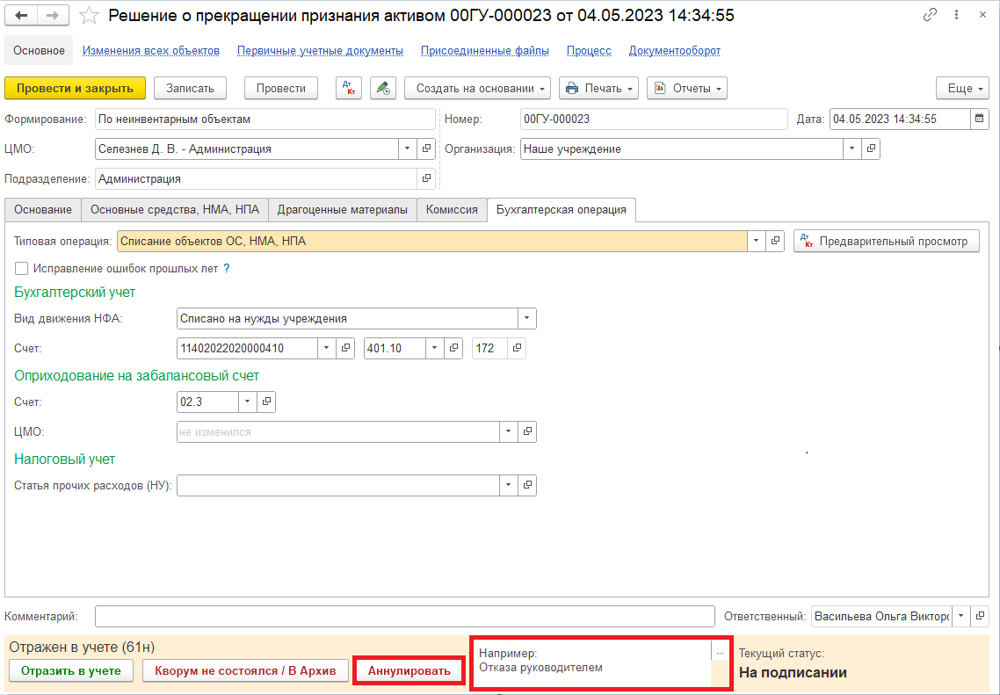 Решение о прекращении признания активом 00ГУ-000023 от 04.05.2023 14:34:55
Основное Изменения всех объектов Первичные учетные документы Присоединенные файлы Процесс Документооборот
Провести и закрыть Записать Провести Дт Кт Создать на основании Печать Отчеты Еще
Формирование: По неинвентарным объектам Номер: 00ГУ-000023 Дата: 04.05.2023 14:34:55
ЦМО: Селезнев Д. В. - Администрация Организация: Наше учреждение
Подразделение: Администрация
Основание Основные средства, НМА, НПА Драгоценные материалы Комиссия Бухгалтерская операция
Типовая операция: Списание объектов ОС, НМА, НПА Дт Кт Предварительный просмотр
Исправление ошибок прошлых лет ?
Бухгалтерский учет
Вид движения НФА: Списано на нужды учреждения
Счет: 11402022020000410 401.10 172
Оприходование на забалансовый счет
Счет: 02.3
ЦМО: не изменился
Налоговый учет
Статья прочих расходов (НУ):
Комментарий: Ответственный: Васильева Ольга Викторо
Отражен в учете (61н)
Отразить в учете Кворум не состоялся / В Архив Аннулировать
Например: ...
Отказа руководителем
Текущий статус:
На подписании